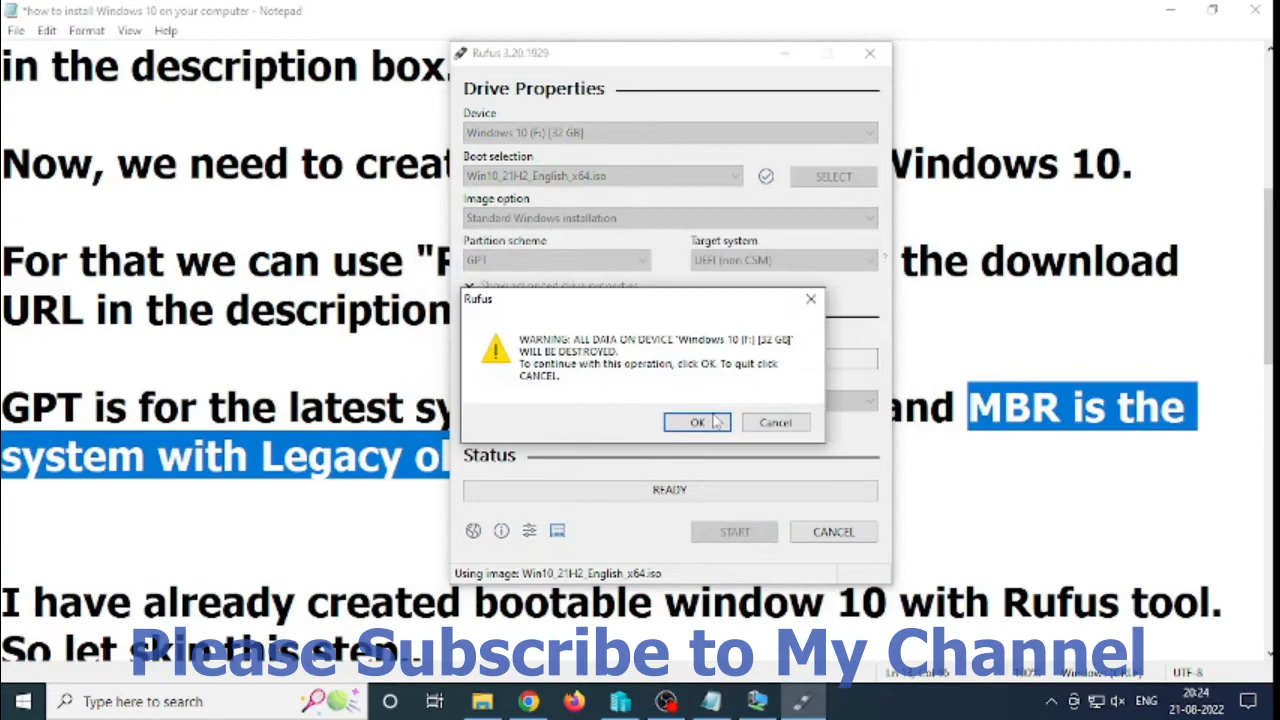 *how to install Windows 10 on your computer - Notepad
File Edit Format View Help
in the description box.
Now, we need to creat
Windows 10.
For that we can use "R
the download
URL in the description
GPT is for the latest sy
and MBR is the
system with Legacy ol
I have already created bootable window 10 with Rufus tool.
So let skip this step..
Rufus 3.20.1929
Drive Properties
Device
Windows 10 (F:) [32 GB]
Boot selection
Win10_21H2_English_x64.iso
SELECT
Image option
Standard Windows installation
Partition scheme
Target system
GPT
UEFI (non CSM)
?
Show advanced drive properties
Rufus
WARNING: ALL DATA ON DEVICE 'Windows 10 (F:) [32 GB]'
WILL BE DESTROYED.
To continue with this operation, click OK. To quit click
CANCEL.
OK
Cancel
Status
READY
START
CANCEL
Using image: Win10_21H2_English_x64.iso
Please Subscribe to My Channel
UTF-8
Type here to search
ENG
20:24
21-08-2022